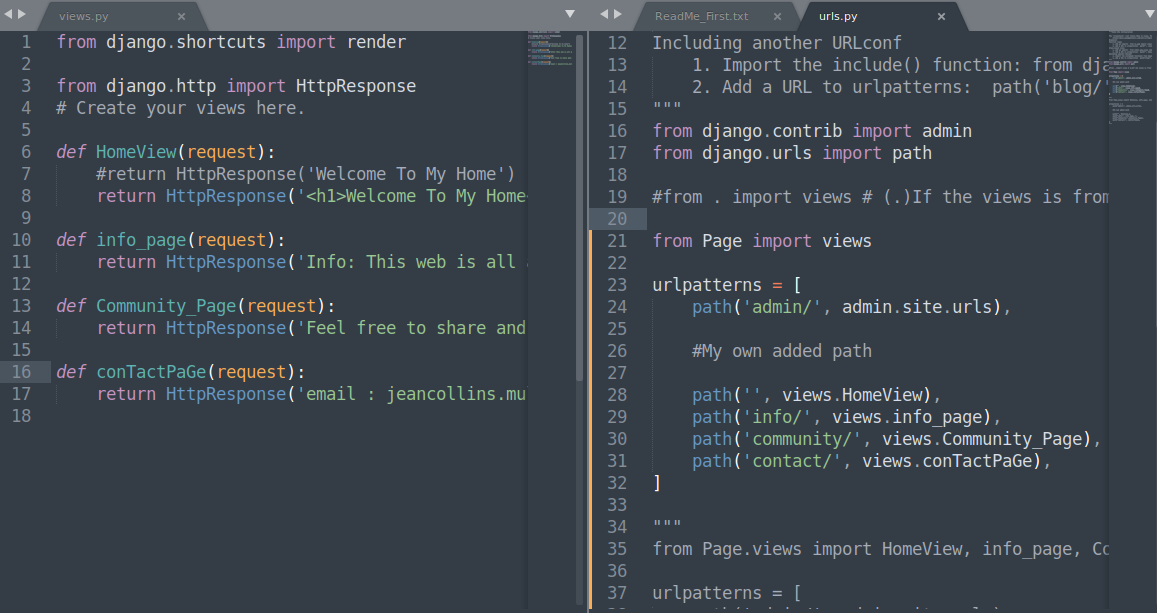 views.py
1 from django.shortcuts import render
2
3 from django.http import HttpResponse
4 # Create your views here.
5
6 def HomeView(request):
7 #return HttpResponse('Welcome To My Home')
8 return HttpResponse('<h1>Welcome To My Home
9
10 def info_page(request):
11 return HttpResponse('Info: This web is all
12
13 def Community_Page(request):
14 return HttpResponse('Feel free to share and
15
16 def conTactPaGe(request):
17 return HttpResponse('email : jeancollins.mu
18
ReadMe_First.txt urls.py
12 Including another URLconf
13 1. Import the include() function: from dja
14 2. Add a URL to urlpatterns:  path('blog/'
15 """
16 from django.contrib import admin
17 from django.urls import path
18
19 #from . import views # (.)If the views is from
20
21 from Page import views
22
23 urlpatterns = [
24 path('admin/', admin.site.urls),
25
26 #My own added path
27
28 path('', views.HomeView),
29 path('info/', views.info_page),
30 path('community/', views.Community_Page),
31 path('contact/', views.conTactPaGe),
32 ]
33
34 """
35 from Page.views import HomeView, info_page, Co
36
37 urlpatterns = [